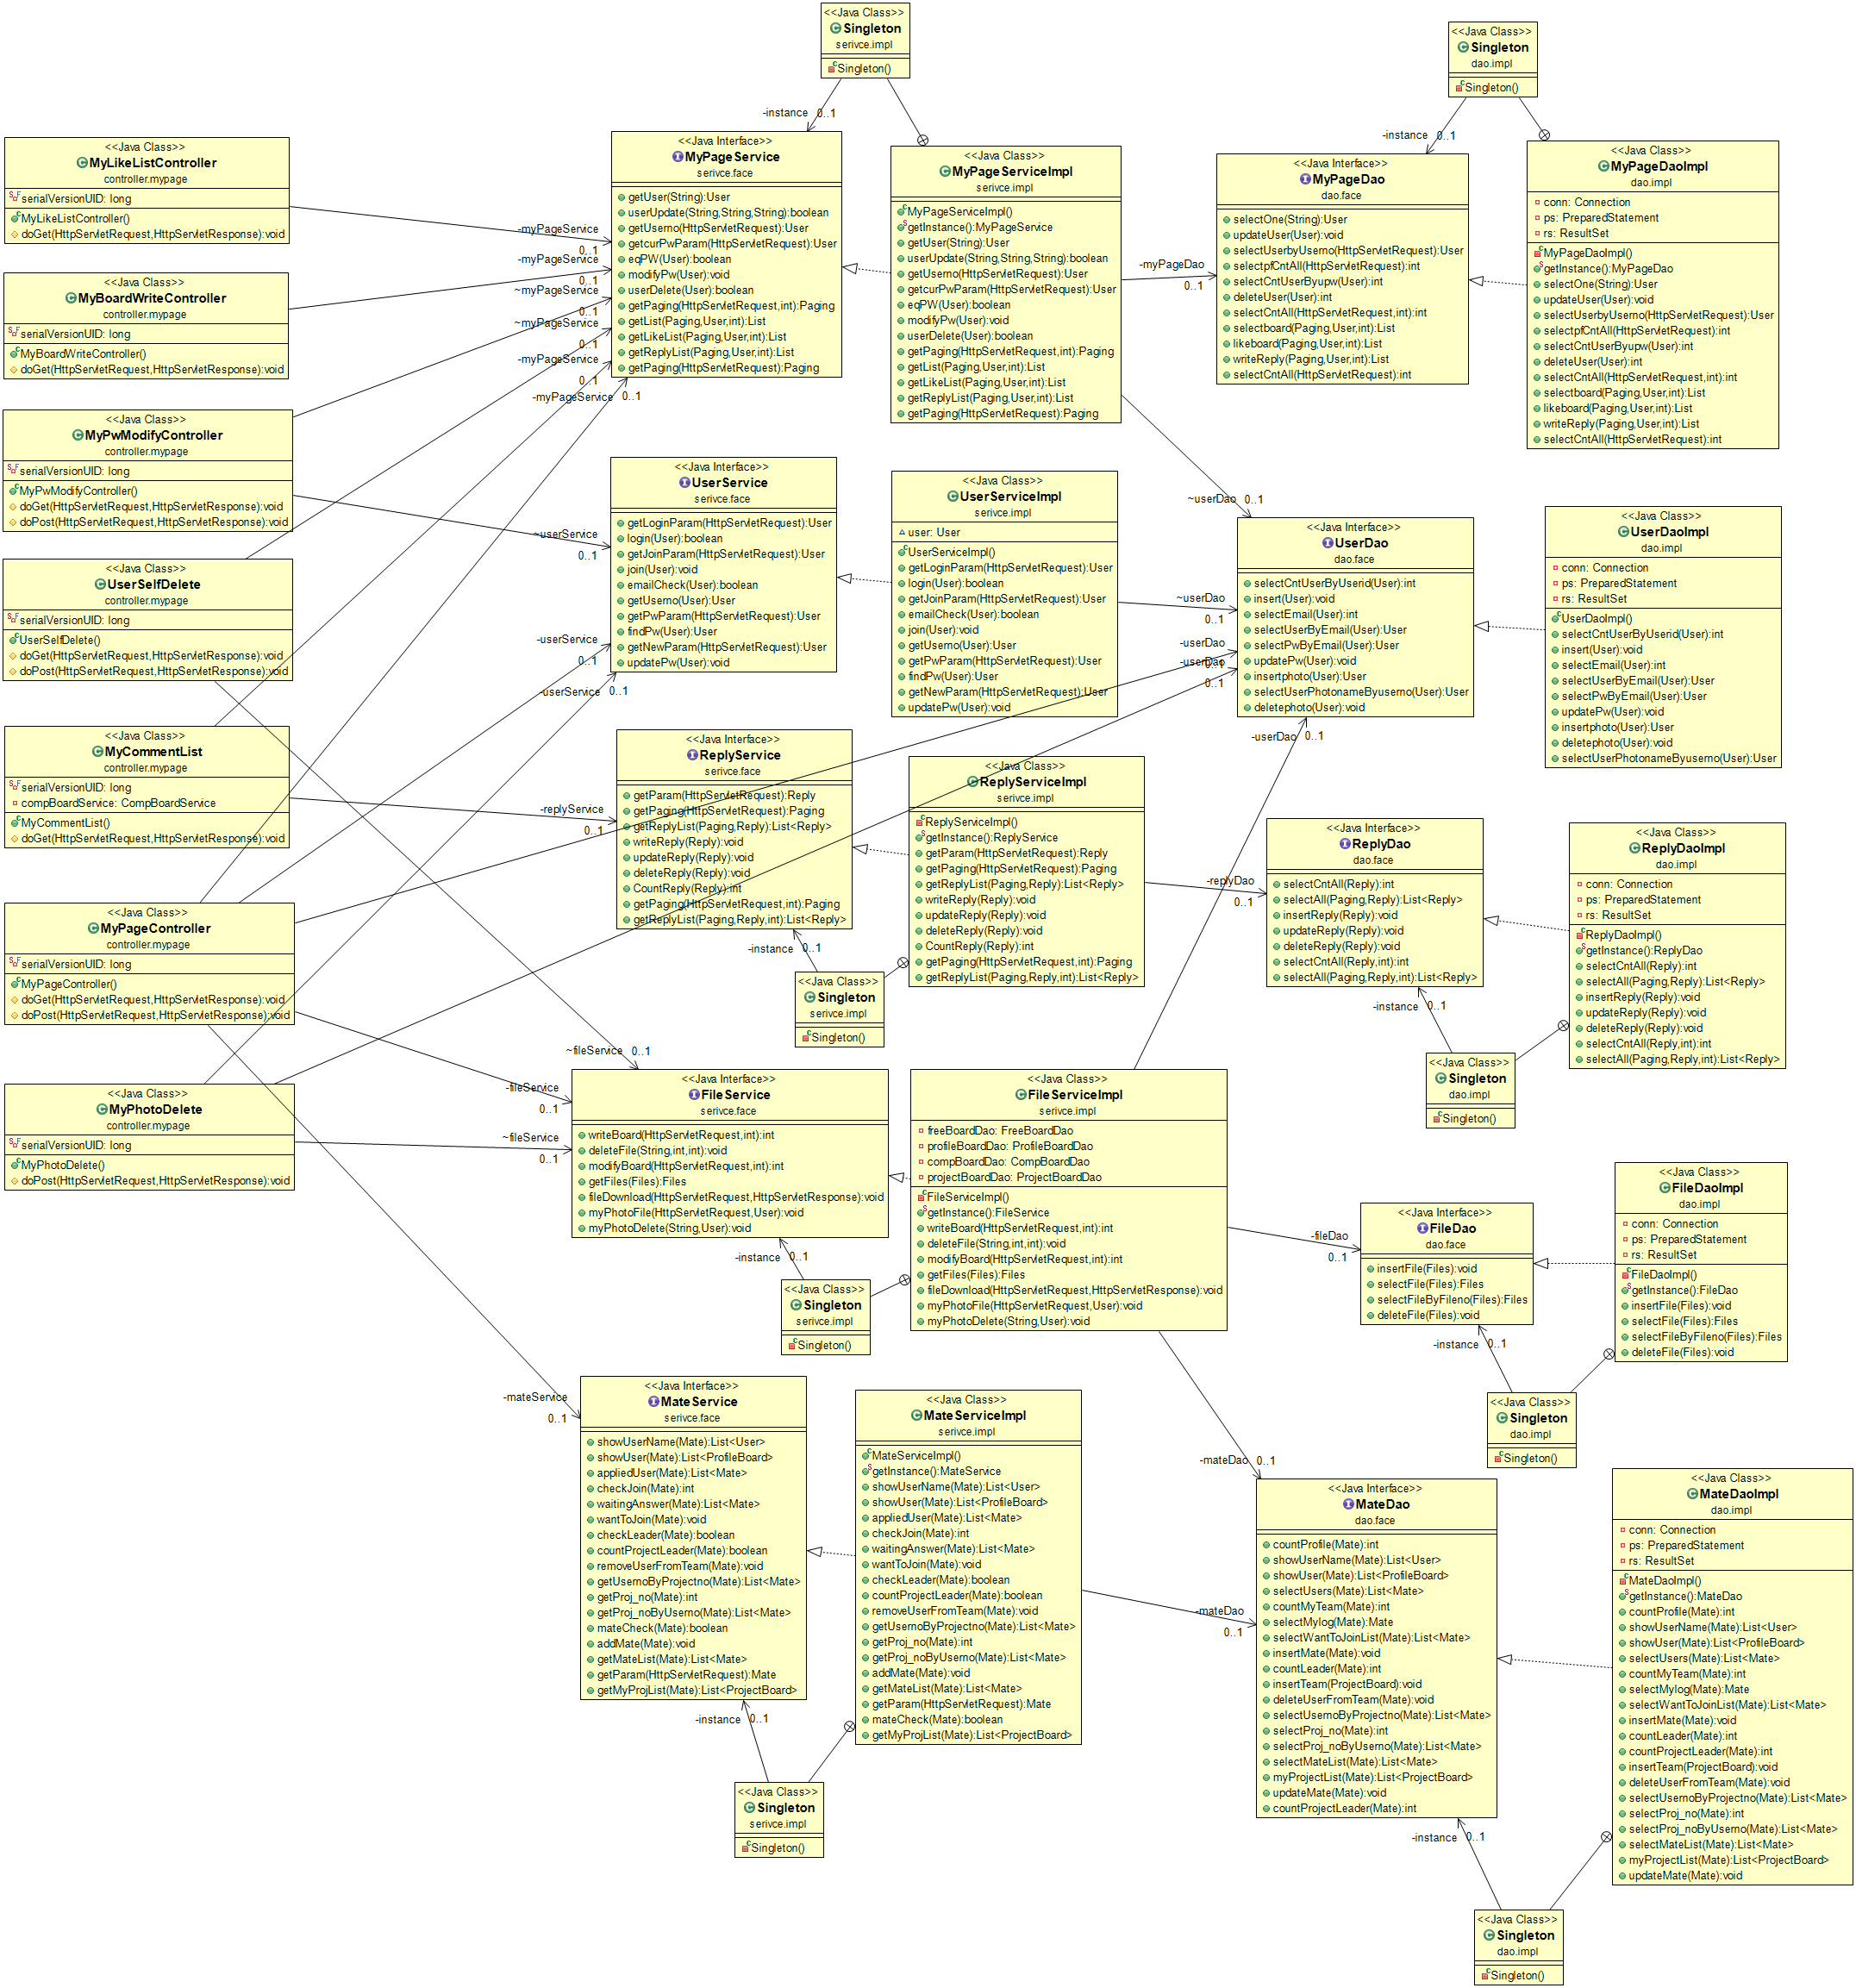 <<Java Class>>
Singleton
serivce.impl
Singleton()
<<Java Class>>
Singleton
dao.impl
Singleton()
-instance
0..1
-instance
0..1
<<Java Class>>
MyLikeListController
controller.mypage
serialVersionUID: long
MyLikeListController()
doGet(HttpServletRequest,HttpServletResponse):void
<<Java Class>>
MyBoardWriteController
controller.mypage
serialVersionUID: long
MyBoardWriteController()
doGet(HttpServletRequest,HttpServletResponse):void
<<Java Class>>
MyPwModifyController
controller.mypage
serialVersionUID: long
MyPwModifyController()
doGet(HttpServletRequest,HttpServletResponse):void
doPost(HttpServletRequest,HttpServletResponse):void
<<Java Class>>
UserSelfDelete
controller.mypage
serialVersionUID: long
UserSelfDelete()
doGet(HttpServletRequest,HttpServletResponse):void
doPost(HttpServletRequest,HttpServletResponse):void
<<Java Class>>
MyCommentList
controller.mypage
serialVersionUID: long
compBoardService: CompBoardService
MyCommentList()
doGet(HttpServletRequest,HttpServletResponse):void
<<Java Class>>
MyPageController
controller.mypage
serialVersionUID: long
MyPageController()
doGet(HttpServletRequest,HttpServletResponse):void
doPost(HttpServletRequest,HttpServletResponse):void
<<Java Class>>
MyPhotoDelete
controller.mypage
serialVersionUID: long
MyPhotoDelete()
doPost(HttpServletRequest,HttpServletResponse):void
-myPageService
0..1
-myPageService
0..1
~myPageService
0..1
~myPageService
0..1
-myPageService
0..1
-myPageService
0..1
<<Java Interface>>
MyPageService
serivce.face
getUser(String):User
userUpdate(String,String,String):boolean
getUserno(HttpServletRequest):User
getcurPwParam(HttpServletRequest):User
eqPW(User):boolean
modifyPw(User):void
userDelete(User):boolean
getPaging(HttpServletRequest,int):Paging
getList(Paging,User,int):List
getLikeList(Paging,User,int):List
getReplyList(Paging,User,int):List
getPaging(HttpServletRequest):Paging
<<Java Class>>
MyPageServiceImpl
serivce.impl
MyPageServiceImpl()
getInstance():MyPageService
getUser(String):User
userUpdate(String,String,String):boolean
getUserno(HttpServletRequest):User
getcurPwParam(HttpServletRequest):User
eqPW(User):boolean
modifyPw(User):void
userDelete(User):boolean
getPaging(HttpServletRequest,int):Paging
getList(Paging,User,int):List
getLikeList(Paging,User,int):List
getReplyList(Paging,User,int):List
getPaging(HttpServletRequest):Paging
-myPageDao
0..1
<<Java Interface>>
MyPageDao
dao.face
selectOne(String):User
updateUser(User):void
selectUserbyUserno(HttpServletRequest):User
selectpfCntAll(HttpServletRequest):int
selectCntUserByupw(User):int
deleteUser(User):int
selectCntAll(HttpServletRequest,int):int
selectboard(Paging,User,int):List
likeboard(Paging,User,int):List
writeReply(Paging,User,int):List
selectCntAll(HttpServletRequest):int
<<Java Class>>
MyPageDaoImpl
dao.impl
conn: Connection
ps: PreparedStatement
rs: ResultSet
MyPageDaoImpl()
getInstance():MyPageDao
selectOne(String):User
updateUser(User):void
selectUserbyUserno(HttpServletRequest):User
selectpfCntAll(HttpServletRequest):int
selectCntUserByupw(User):int
deleteUser(User):int
selectCntAll(HttpServletRequest,int):int
selectboard(Paging,User,int):List
likeboard(Paging,User,int):List
writeReply(Paging,User,int):List
selectCntAll(HttpServletRequest):int
~userService
0..1
-userService
0..1
-userService
0..1
<<Java Interface>>
UserService
serivce.face
getLoginParam(HttpServletRequest):User
login(User):boolean
getJoinParam(HttpServletRequest):User
join(User):void
emailCheck(User):boolean
getUserno(User):User
getPwParam(HttpServletRequest):User
findPw(User):User
getNewParam(HttpServletRequest):User
updatePw(User):void
<<Java Class>>
UserServiceImpl
serivce.impl
user: User
UserServiceImpl()
getLoginParam(HttpServletRequest):User
login(User):boolean
getJoinParam(HttpServletRequest):User
emailCheck(User):boolean
join(User):void
getUserno(User):User
getPwParam(HttpServletRequest):User
findPw(User):User
getNewParam(HttpServletRequest):User
updatePw(User):void
~userDao
0..1
~userDao
0..1
-userDao
0..1
-userDao
0..1
-userDao
0..1
<<Java Interface>>
UserDao
dao.face
selectCntUserByUserid(User):int
insert(User):void
selectEmail(User):int
selectUserByEmail(User):User
selectPwByEmail(User):User
updatePw(User):void
insertphoto(User):User
selectUserPhotonameByuserno(User):User
deletephoto(User):void
<<Java Class>>
UserDaoImpl
dao.impl
conn: Connection
ps: PreparedStatement
rs: ResultSet
UserDaoImpl()
selectCntUserByUserid(User):int
insert(User):void
selectEmail(User):int
selectUserByEmail(User):User
selectPwByEmail(User):User
updatePw(User):void
insertphoto(User):User
deletephoto(User):void
selectUserPhotonameByuserno(User):User
-replyService
0..1
<<Java Interface>>
ReplyService
serivce.face
getParam(HttpServletRequest):Reply
getPaging(HttpServletRequest):Paging
getReplyList(Paging,Reply):List<Reply>
writeReply(Reply):void
updateReply(Reply):void
deleteReply(Reply):void
CountReply(Reply):int
getPaging(HttpServletRequest,int):Paging
getReplyList(Paging,Reply,int):List<Reply>
<<Java Class>>
ReplyServiceImpl
serivce.impl
ReplyServiceImpl()
getInstance():ReplyService
getParam(HttpServletRequest):Reply
getPaging(HttpServletRequest):Paging
getReplyList(Paging,Reply):List<Reply>
writeReply(Reply):void
updateReply(Reply):void
deleteReply(Reply):void
CountReply(Reply):int
getPaging(HttpServletRequest,int):Paging
getReplyList(Paging,Reply,int):List<Reply>
-instance
0..1
<<Java Class>>
Singleton
serivce.impl
Singleton()
-replyDao
0..1
<<Java Interface>>
ReplyDao
dao.face
selectCntAll(Reply):int
selectAll(Paging,Reply):List<Reply>
insertReply(Reply):void
updateReply(Reply):void
deleteReply(Reply):void
selectCntAll(Reply,int):int
selectAll(Paging,Reply,int):List<Reply>
<<Java Class>>
ReplyDaoImpl
dao.impl
conn: Connection
ps: PreparedStatement
rs: ResultSet
ReplyDaoImpl()
getInstance():ReplyDao
selectCntAll(Reply):int
selectAll(Paging,Reply):List<Reply>
insertReply(Reply):void
updateReply(Reply):void
deleteReply(Reply):void
selectCntAll(Reply,int):int
selectAll(Paging,Reply,int):List<Reply>
-instance
0..1
<<Java Class>>
Singleton
dao.impl
Singleton()
~fileService
0..1
-fileService
0..1
~fileService
0..1
<<Java Interface>>
FileService
serivce.face
writeBoard(HttpServletRequest,int):int
deleteFile(String,int,int):void
modifyBoard(HttpServletRequest,int):int
getFiles(Files):Files
fileDownload(HttpServletRequest,HttpServletResponse):void
myPhotoFile(HttpServletRequest,User):void
myPhotoDelete(String,User):void
<<Java Class>>
FileServiceImpl
serivce.impl
freeBoardDao: FreeBoardDao
profileBoardDao: ProfileBoardDao
compBoardDao: CompBoardDao
projectBoardDao: ProjectBoardDao
FileServiceImpl()
getInstance():FileService
writeBoard(HttpServletRequest,int):int
deleteFile(String,int,int):void
modifyBoard(HttpServletRequest,int):int
getFiles(Files):Files
fileDownload(HttpServletRequest,HttpServletResponse):void
myPhotoFile(HttpServletRequest,User):void
myPhotoDelete(String,User):void
-instance
0..1
<<Java Class>>
Singleton
serivce.impl
Singleton()
-fileDao
0..1
<<Java Interface>>
FileDao
dao.face
insertFile(Files):void
selectFile(Files):Files
selectFileByFileno(Files):Files
deleteFile(Files):void
<<Java Class>>
FileDaoImpl
dao.impl
conn: Connection
ps: PreparedStatement
rs: ResultSet
FileDaoImpl()
getInstance():FileDao
insertFile(Files):void
selectFile(Files):Files
selectFileByFileno(Files):Files
deleteFile(Files):void
-instance
0..1
<<Java Class>>
Singleton
dao.impl
Singleton()
-mateService
0..1
<<Java Interface>>
MateService
serivce.face
showUserName(Mate):List<User>
showUser(Mate):List<ProfileBoard>
appliedUser(Mate):List<Mate>
checkJoin(Mate):int
waitingAnswer(Mate):List<Mate>
wantToJoin(Mate):void
checkLeader(Mate):boolean
countProjectLeader(Mate):boolean
removeUserFromTeam(Mate):void
getUsernoByProjectno(Mate):List<Mate>
getProj_no(Mate):int
getProj_noByUserno(Mate):List<Mate>
mateCheck(Mate):boolean
addMate(Mate):void
getMateList(Mate):List<Mate>
getParam(HttpServletRequest):Mate
getMyProjList(Mate):List<ProjectBoard>
<<Java Class>>
MateServiceImpl
serivce.impl
MateServiceImpl()
getInstance():MateService
showUserName(Mate):List<User>
showUser(Mate):List<ProfileBoard>
appliedUser(Mate):List<Mate>
checkJoin(Mate):int
waitingAnswer(Mate):List<Mate>
wantToJoin(Mate):void
checkLeader(Mate):boolean
countProjectLeader(Mate):boolean
removeUserFromTeam(Mate):void
getUsernoByProjectno(Mate):List<Mate>
getProj_no(Mate):int
getProj_noByUserno(Mate):List<Mate>
addMate(Mate):void
getMateList(Mate):List<Mate>
getParam(HttpServletRequest):Mate
mateCheck(Mate):boolean
getMyProjList(Mate):List<ProjectBoard>
-instance
0..1
<<Java Class>>
Singleton
serivce.impl
Singleton()
-mateDao
0..1
-mateDao
0..1
<<Java Interface>>
MateDao
dao.face
countProfile(Mate):int
showUserName(Mate):List<User>
showUser(Mate):List<ProfileBoard>
selectUsers(Mate):List<Mate>
countMyTeam(Mate):int
selectMylog(Mate):Mate
selectWantToJoinList(Mate):List<Mate>
insertMate(Mate):void
countLeader(Mate):int
insertTeam(ProjectBoard):void
deleteUserFromTeam(Mate):void
selectUsernoByProjectno(Mate):List<Mate>
selectProj_no(Mate):int
selectProj_noByUserno(Mate):List<Mate>
selectMateList(Mate):List<Mate>
myProjectList(Mate):List<ProjectBoard>
updateMate(Mate):void
countProjectLeader(Mate):int
<<Java Class>>
MateDaoImpl
dao.impl
conn: Connection
ps: PreparedStatement
rs: ResultSet
MateDaoImpl()
getInstance():MateDao
countProfile(Mate):int
showUserName(Mate):List<User>
showUser(Mate):List<ProfileBoard>
selectUsers(Mate):List<Mate>
countMyTeam(Mate):int
selectMylog(Mate):Mate
selectWantToJoinList(Mate):List<Mate>
insertMate(Mate):void
countLeader(Mate):int
countProjectLeader(Mate):int
insertTeam(ProjectBoard):void
deleteUserFromTeam(Mate):void
selectUsernoByProjectno(Mate):List<Mate>
selectProj_no(Mate):int
selectProj_noByUserno(Mate):List<Mate>
selectMateList(Mate):List<Mate>
myProjectList(Mate):List<ProjectBoard>
updateMate(Mate):void
-instance
0..1
<<Java Class>>
Singleton
dao.impl
Singleton()